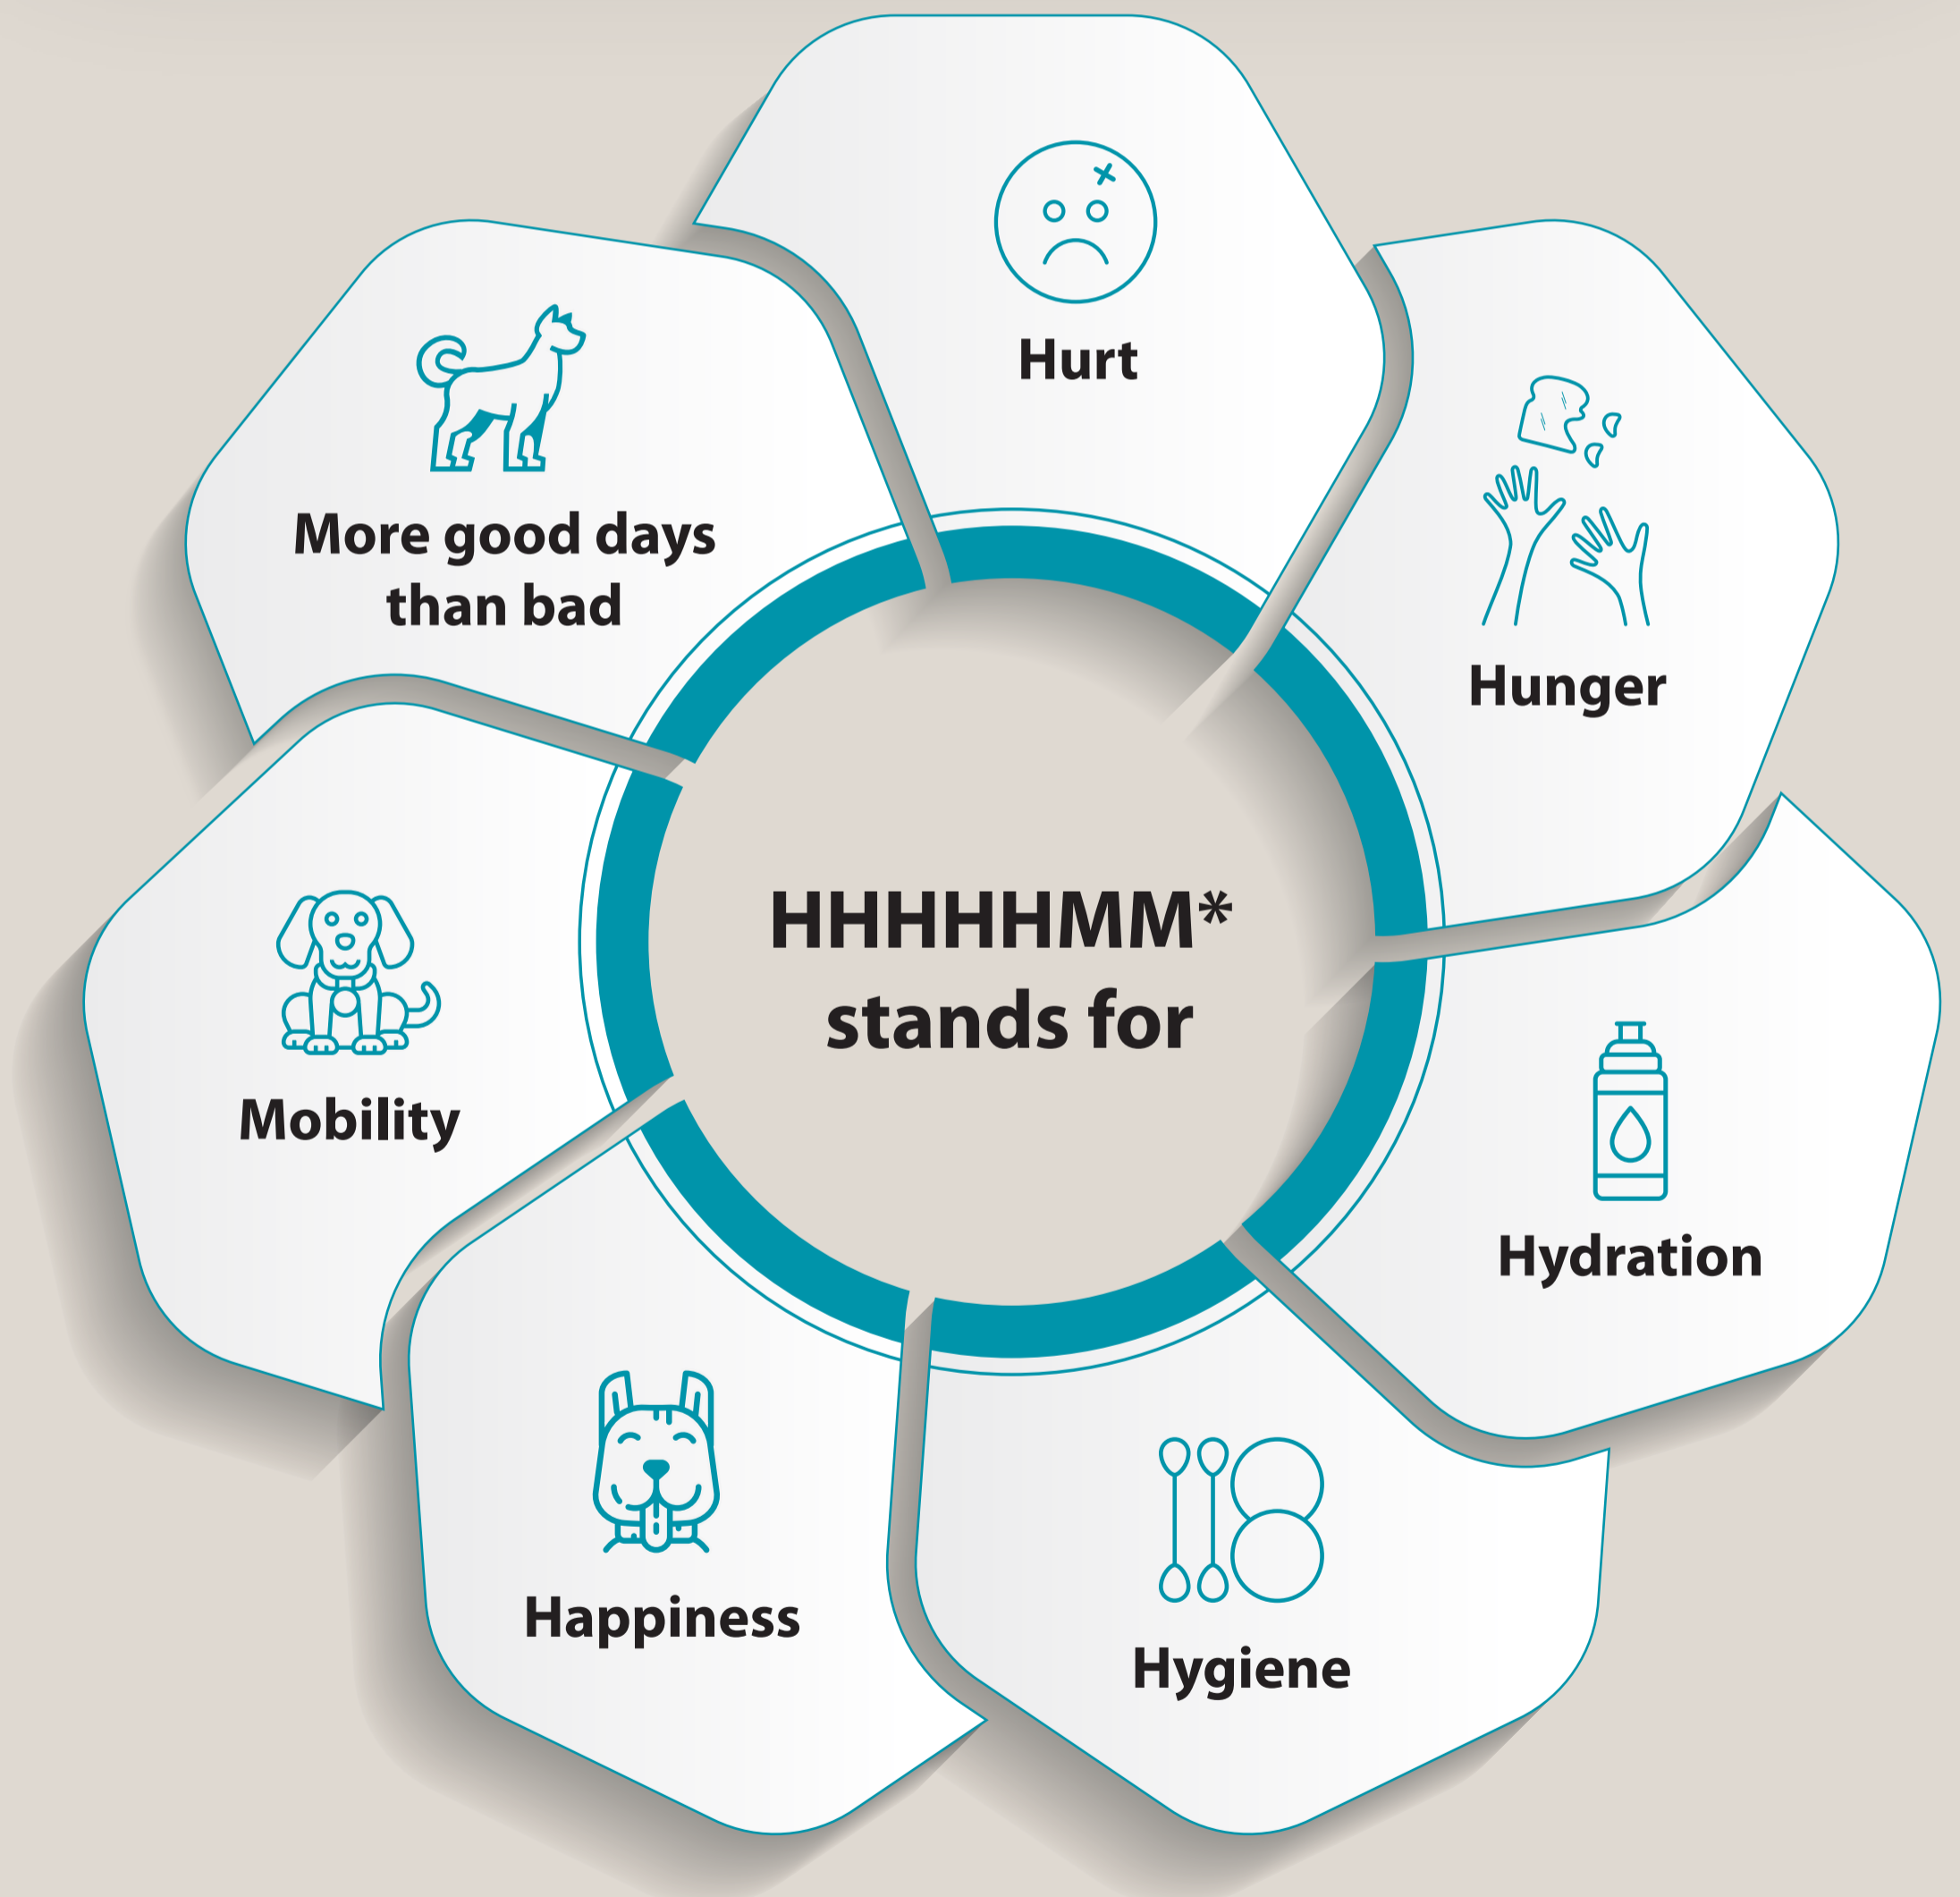 HHHHHMM*
stands for
Hurt
Hunger
Hydration
Hygiene
Happiness
Mobility
More good days
than bad